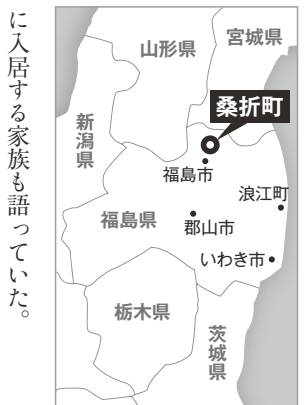 に入居する家族も語っていた。
宮城県
山形県
桑折町
新潟県
福島市
浪江町
福島県
郡山市
いわき市
栃木県
茨城県